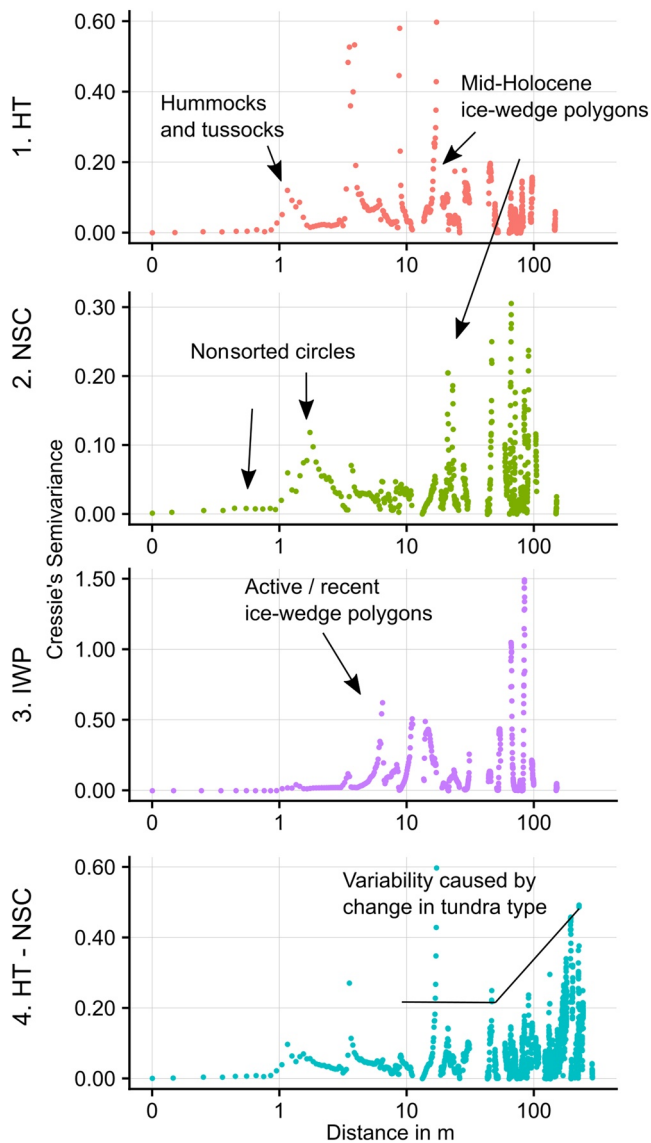 1. HT
0.60
0.40
0.20
0.00
Hummocks
and tussocks
Mid-Holocene
ice-wedge polygons
0
1
10
100
2. NSC
0.30
0.20
0.10
0.00
Nonsorted circles
0
1
10
100
Cressie's Semivariance
3. IWP
1.50
1.00
0.50
0.00
Active / recent
ice-wedge polygons
0
1
10
100
4. HT - NSC
0.60
0.40
0.20
0.00
Variability caused by
change in tundra type
0
1
10
100
Distance in m